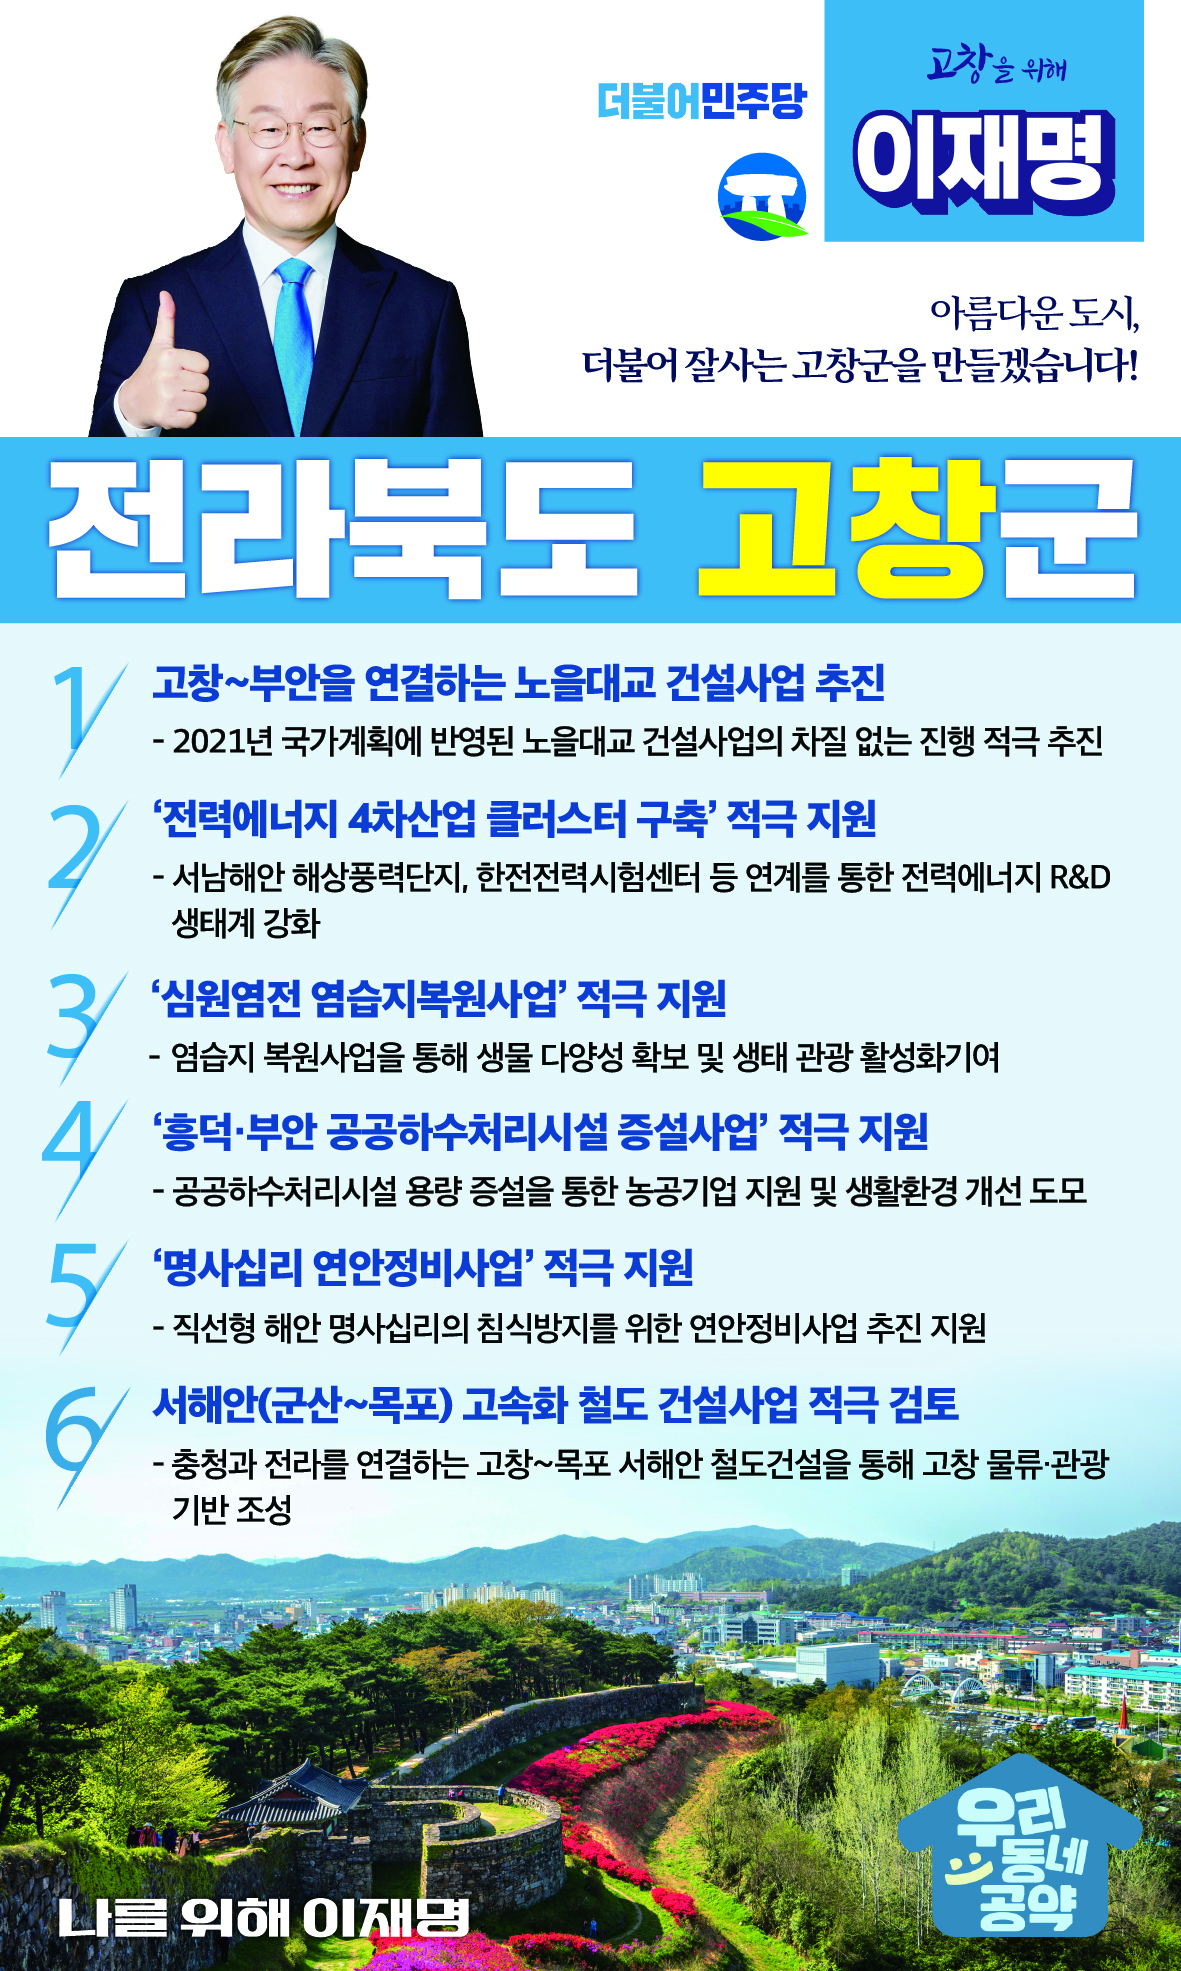 더불어민주당
고창을 위해
이재명
아름다운 도시,
더불어 잘사는 고창군을 만들겠습니다!
전라북도 고창군
1
고창~부안을 연결하는 노을대교 건설사업 추진
- 2021년 국가계획에 반영된 노을대교 건설사업의 차질 없는 진행 적극 추진
2
‘전력에너지 4차산업 클러스터 구축’ 적극 지원
- 서남해안 해상풍력단지, 한전전력시험센터 등 연계를 통한 전력에너지 R&D
생태계 강화
3
‘심원염전 염습지복원사업’ 적극 지원
- 염습지 복원사업을 통해 생물 다양성 확보 및 생태 관광 활성화기여
4
‘흥덕·부안 공공하수처리시설 증설사업’ 적극 지원
- 공공하수처리시설 용량 증설을 통한 농공기업 지원 및 생활환경 개선 도모
5
‘명사십리 연안정비사업’ 적극 지원
- 직선형 해안 명사십리의 침식방지를 위한 연안정비사업 추진 지원
6
서해안(군산~목포) 고속화 철도 건설사업 적극 검토
- 충청과 전라를 연결하는 고창~목포 서해안 철도건설을 통해 고창 물류·관광
기반 조성
우리
동네
공약
나를 위해 이재명